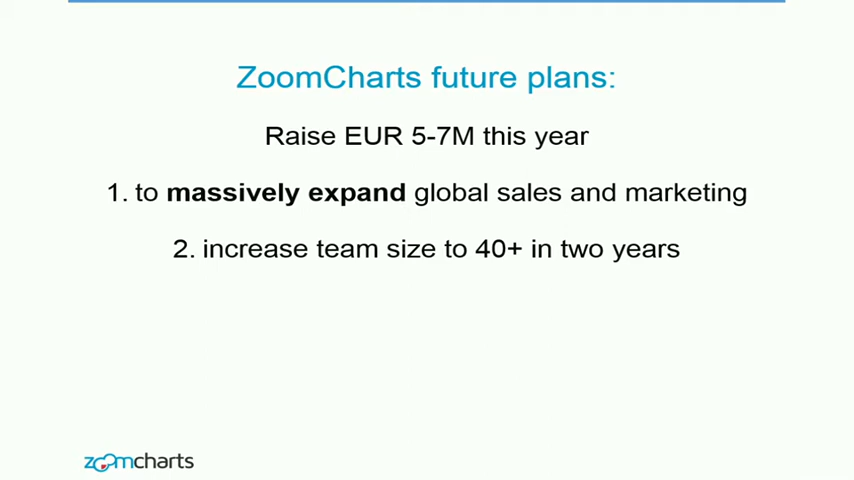 ZoomCharts future plans:
Raise EUR 5-7M this year
1. to massively expand global sales and marketing
2. increase team size to 40+ in two years
zoomcharts